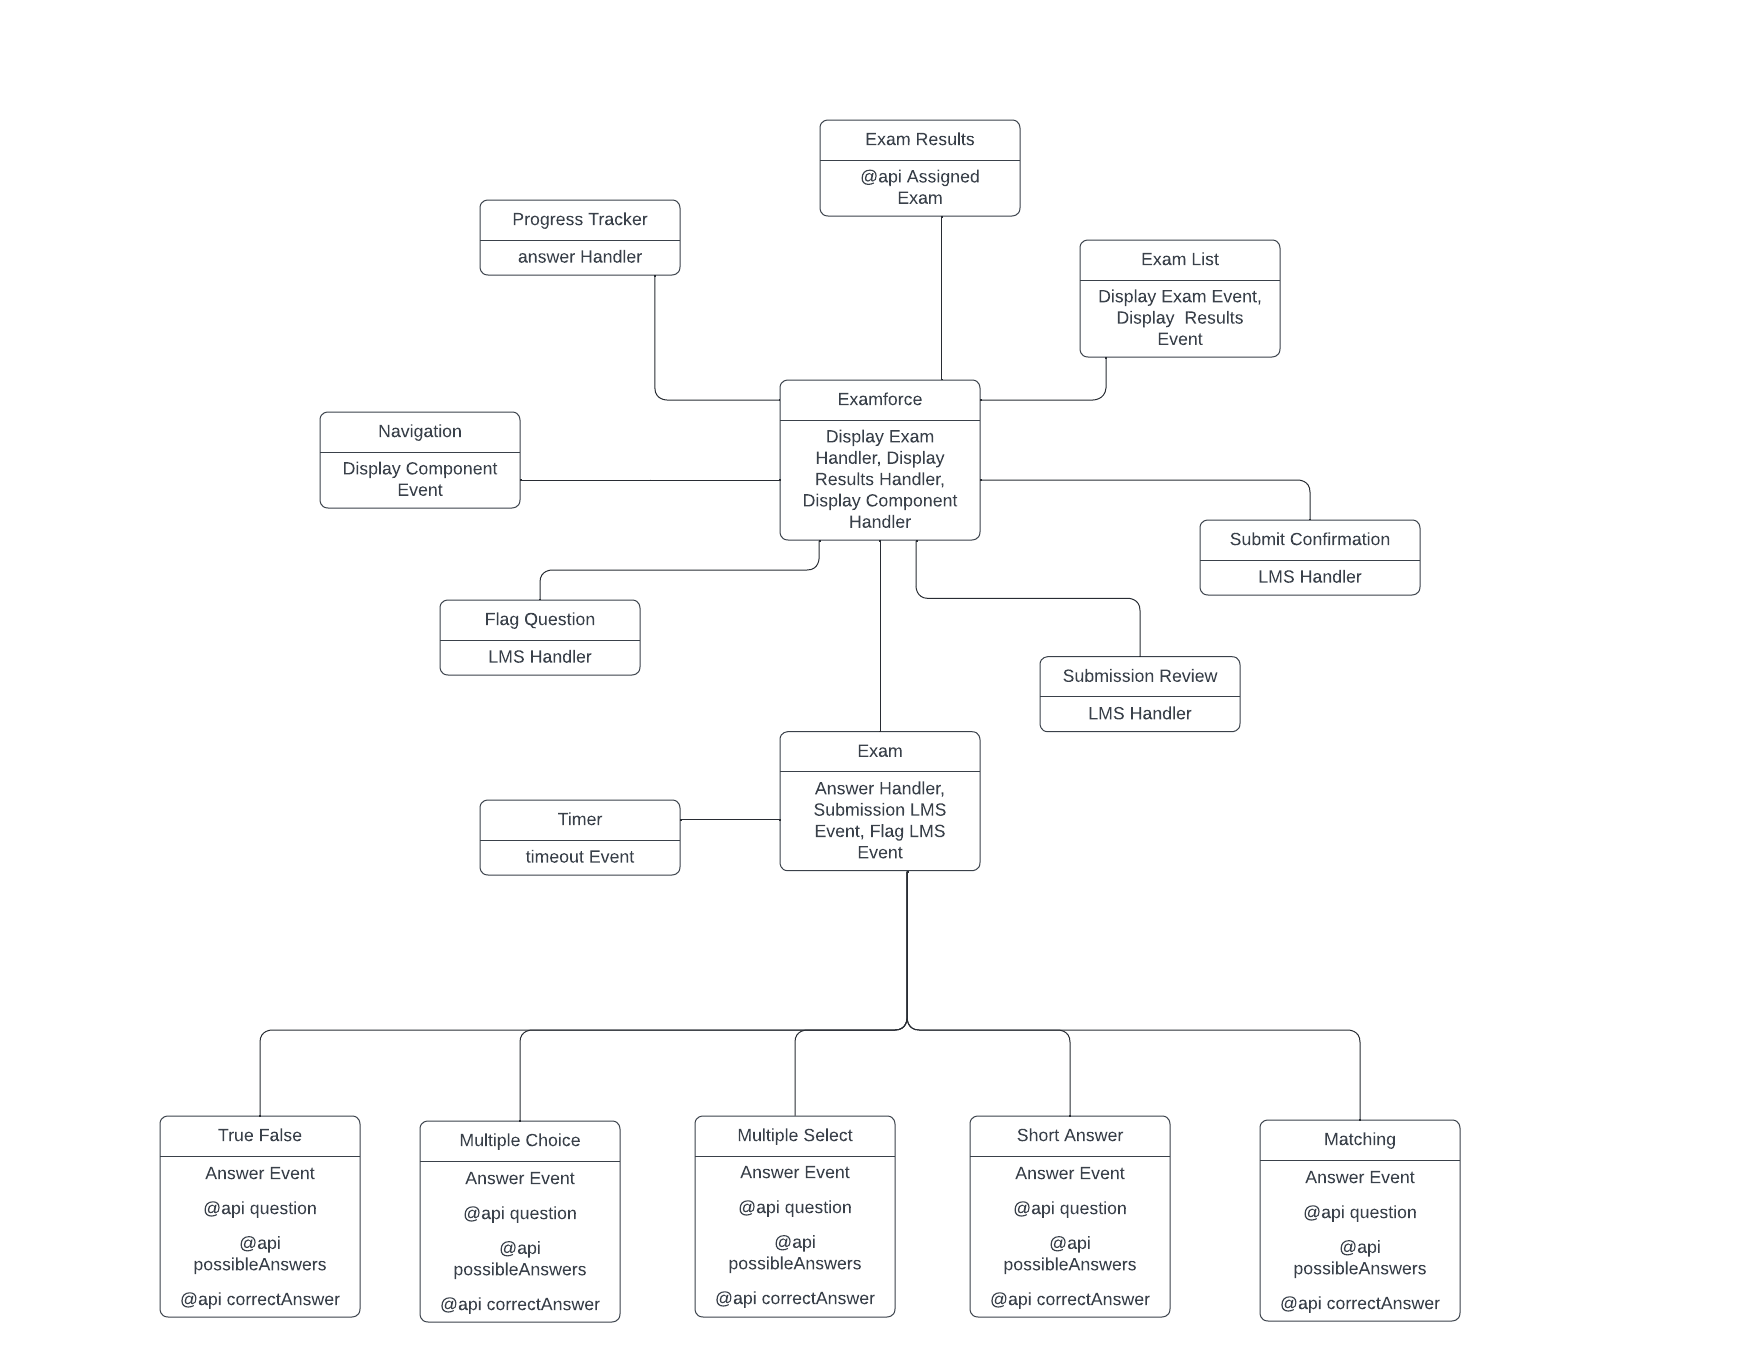 Exam Results
@api Assigned
Exam
Progress Tracker
answer Handler
Exam List
Display Exam Event,
Display  Results
Event
Examforce
Display Exam
Handler, Display
Results Handler,
Display Component
Handler
Navigation
Display Component
Event
Submit Confirmation
LMS Handler
Flag Question
LMS Handler
Submission Review
LMS Handler
Exam
Answer Handler,
Submission LMS
Event, Flag LMS
Event
Timer
timeout Event
True False
Answer Event
@api question
@api
possibleAnswers
@api correctAnswer
Multiple Choice
Answer Event
@api question
@api
possibleAnswers
@api correctAnswer
Multiple Select
Answer Event
@api question
@api
possibleAnswers
@api correctAnswer
Short Answer
Answer Event
@api question
@api
possibleAnswers
@api correctAnswer
Matching
Answer Event
@api question
@api
possibleAnswers
@api correctAnswer